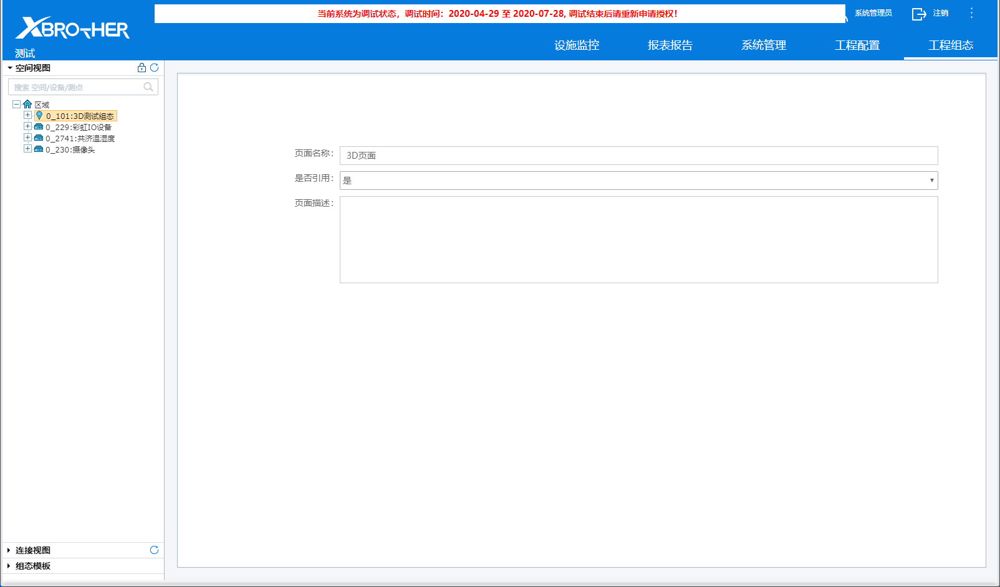 当前系统为调试状态，调试时间：2020-04-29 至 2020-07-28, 调试结束后请重新申请授权！
系统管理员
注销
XBROTHER
测试
设施监控
报表报告
系统管理
工程配置
工程组态
空间视图
搜索 空间/设备/测点
区域
0_101:3D测试组态
0_229:彩虹IO设备
0_2741:共济温湿度
0_230:摄像头
页面名称：
3D页面
是否引用：
是
页面描述：
连接视图
组态模板